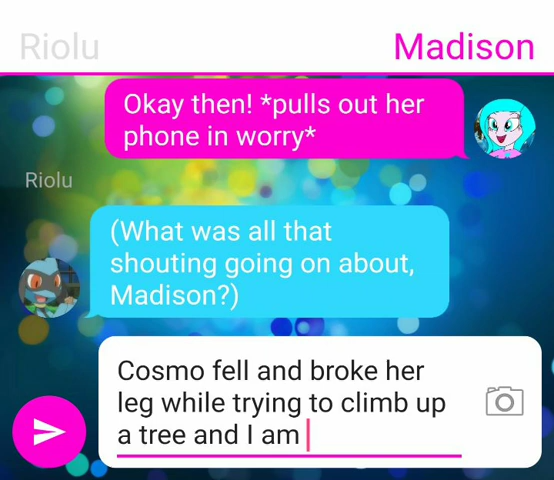 Riolu Madison
Okay then! *pulls out her
phone in worry*
Riolu
(What was all that
shouting going on about,
Madison?)
Cosmo fell and broke her
leg while trying to climb up
a tree and I am